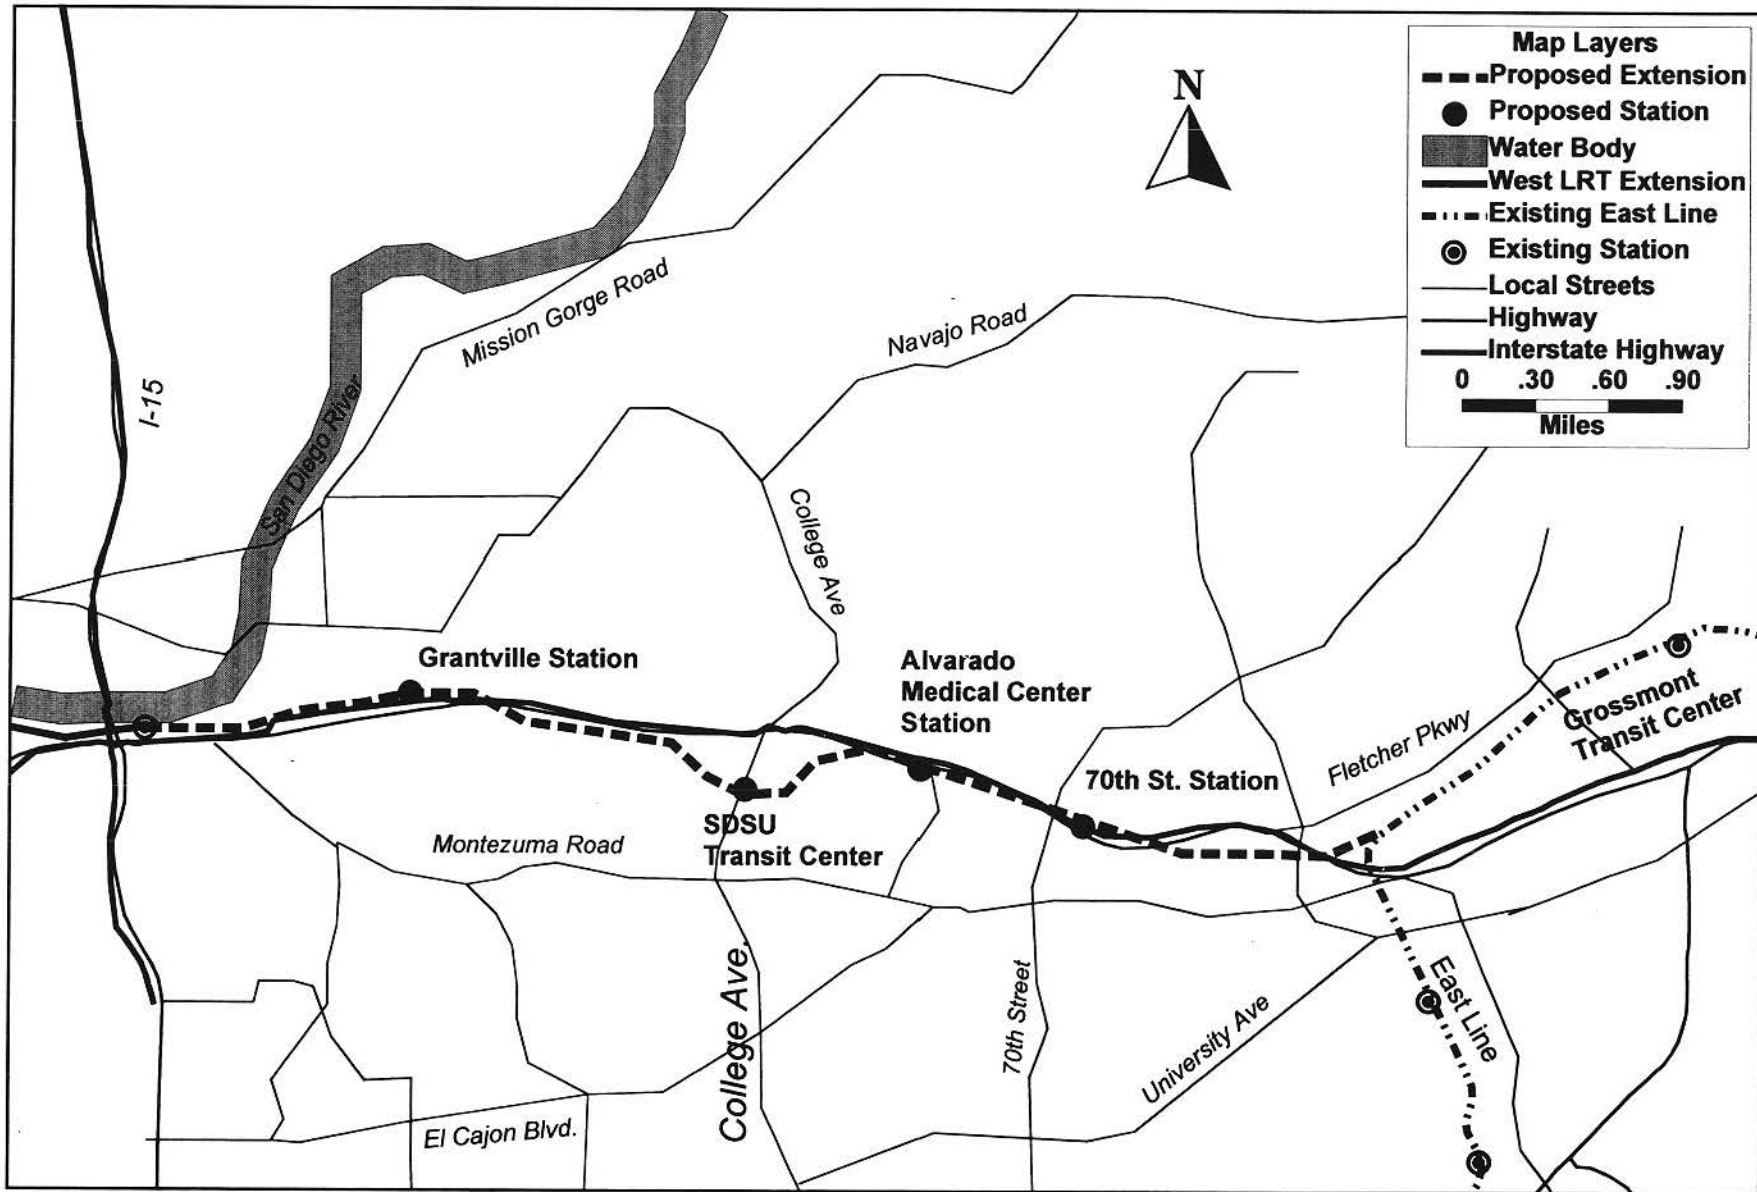 N
Map Layers
Proposed Extension
Proposed Station
Water Body
West LRT Extension
Existing East Line
Existing Station
Local Streets
Highway
Interstate Highway
0 .30 .60 .90
Miles
Mission Gorge Road
Navajo Road
I-15
San Diego River
College Ave
Grantville Station
Alvarado
Medical Center
Station
Grossmont
Transit Center
Fletcher Pkwy
70th St. Station
SDSU
Transit Center
Montezuma Road
College Ave.
70th Street
University Ave
East Line
El Cajon Blvd.